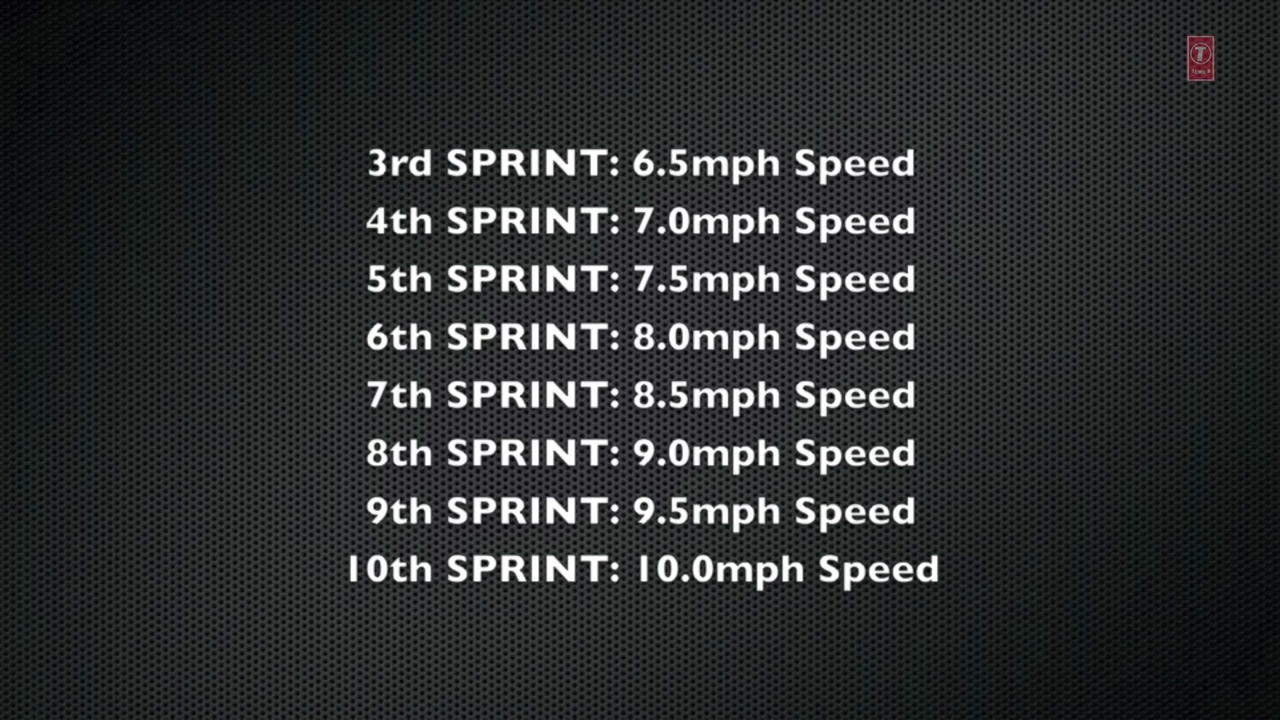 3rd SPRINT: 6.5mph Speed
4th SPRINT: 7.0mph Speed
5th SPRINT: 7.5mph Speed
6th SPRINT: 8.0mph Speed
7th SPRINT: 8.5mph Speed
8th SPRINT: 9.0mph Speed
9th SPRINT: 9.5mph Speed
10th SPRINT: 10.0mph Speed